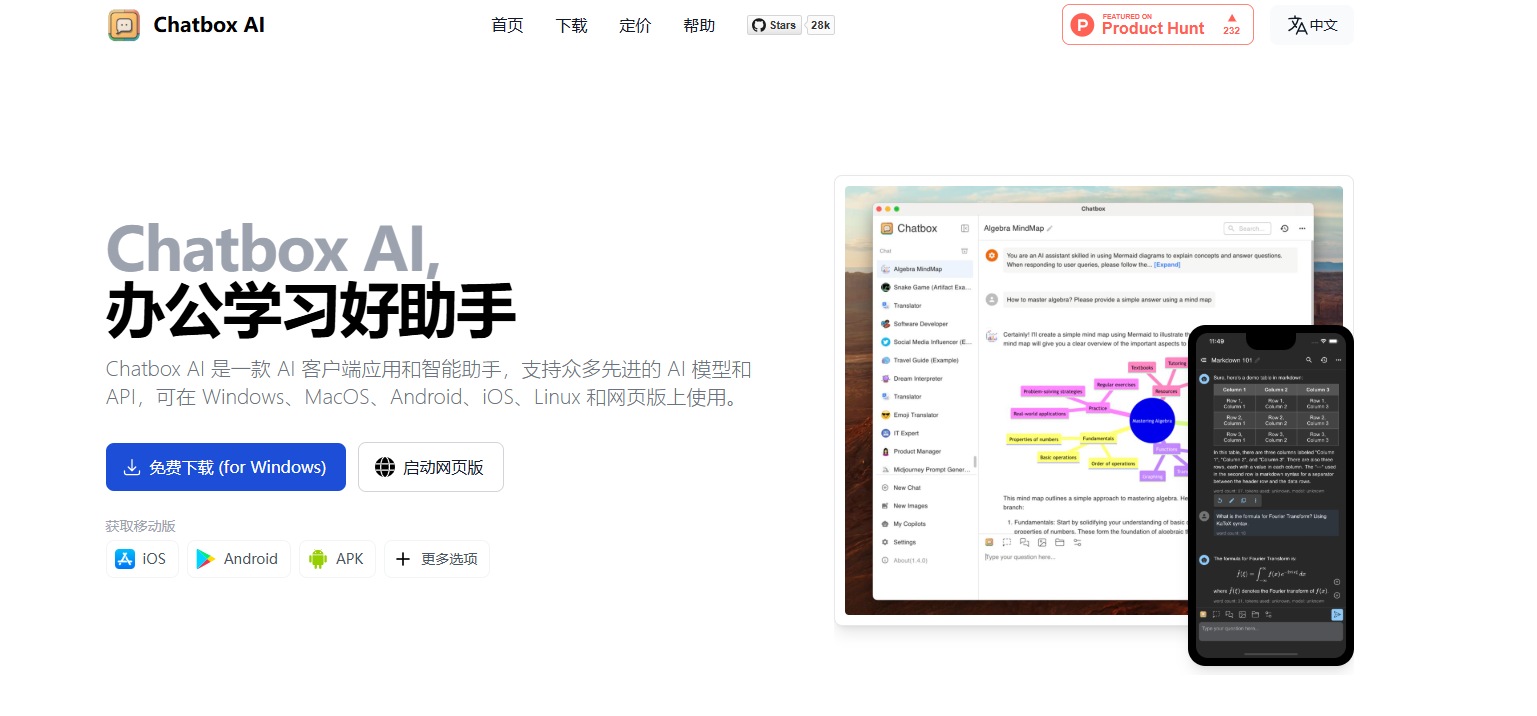 Chatbox AI
首页
下载
定价
帮助
Stars
28k
FEATURED ON
Product Hunt
232
中文
Chatbox AI,
办公学习好助手
Chatbox AI 是一款 AI 客户端应用和智能助手，支持众多先进的 AI 模型和
API，可在 Windows、MacOS、Android、iOS、Linux 和网页版上使用。
免费下载 (for Windows)
启动网页版
获取移动版
iOS
Android
APK
更多选项
Chatbox
Chatbox
Chat
Algebra MindMap
Snake Game (Artifact Exa...
Translator
Software Developer
Social Media Influencer (E...
Travel Guide (Example)
Dream Interpreter
Translator
Emoji Translator
IT Expert
Product Manager
Midjourney Prompt Gener...
New Chat
New Images
My Copilots
Settings
About(1.4.0)
Algebra MindMap
Search...
You are an AI assistant skilled in using Mermaid diagrams to explain concepts and answer questions.
When responding to user queries, please follow the... [Expand]
How to master algebra? Please provide a simple answer using a mind map
Certainly! I'll create a simple mind map using Mermaid to illustrate th
mind map will give you a clear overview of the important aspects to
Textbooks
Tutoring
Regular exercises
Problem-solving strategies
Resources
Real-world applications
Practice
Mastering Algebra
Properties of numbers
Fundamentals
Basic operations
Order of operations
Functions
Graphing
This mind map outlines a simple approach to mastering algebra. He
branch:
1. Fundamentals: Start by solidifying your understanding of basic
properties of numbers. These form the foundation of algebraic th
Type your question here...
11:49
Markdown 101
Sure, here's a demo table in markdown:
Column 1 Column 2 Column 3
Row 1, Column 1 Row 1, Column 2 Row 1, Column 3
Row 2, Column 1 Row 2, Column 2 Row 2, Column 3
Row 3, Column 1 Row 3, Column 2 Row 3, Column 3
In this table, there are three columns labeled "Column
1", "Column 2", and "Column 3". There are also three
rows, each with a value in each column. The "---" used
in the second row is markdown syntax for a separator
between the header row and the data rows.
What is the formula for Fourier Transform? Using
KaTeX syntax
The formula for Fourier Transform is:
where f̂(ξ) denotes the Fourier transform of f(x).
Type your question here...